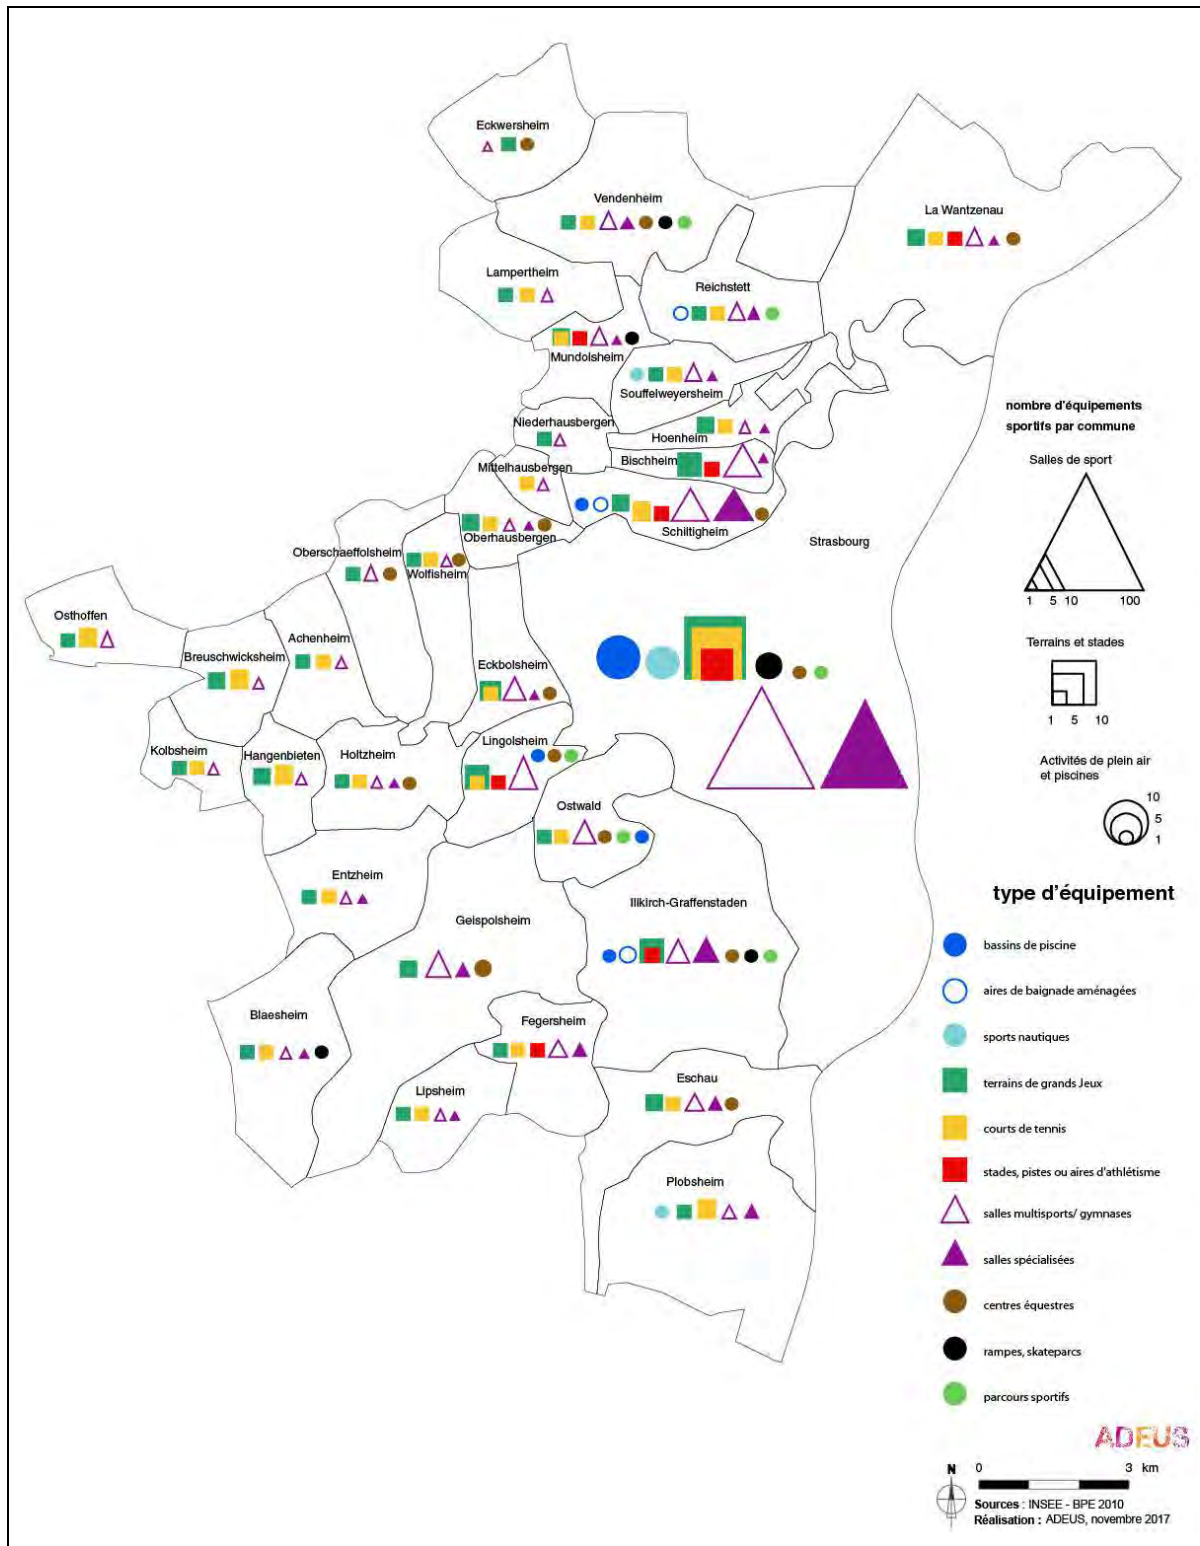 Eckwersheim
Vendenheim
La Wantzenau
Lampertheim
Reichstett
Mundolsheim
Souffelweyersheim
Niederhausbergen
Hoenheim
Bischheim
Mittelhausbergen
Schiltigheim
Strasbourg
Oberhausbergen
Oberschaeffolsheim
Wolfisheim
Osthoffen
Achenheim
Breuschwicksheim
Eckbolsheim
Kolbsheim
Hangenbieten
Holtzheim
Lingolsheim
Ostwald
Entzheim
Geispolsheim
Illkirch-Graffenstaden
Blaesheim
Fegersheim
Lipsheim
Eschau
Plobsheim
nombre d'équipements
sportifs par commune
Salles de sport
1 5 10 100
Terrains et stades
1 5 10
Activités de plein air
et piscines
10
5
1
type d'équipement
bassins de piscine
aires de baignade aménagées
sports nautiques
terrains de grands Jeux
courts de tennis
stades, pistes ou aires d'athlétisme
salles multisports/ gymnases
salles spécialisées
centres équestres
rampes, skateparcs
parcours sportifs
ADEUS
N 0 3 km
Sources : INSEE - BPE 2010
Réalisation : ADEUS, novembre 2017